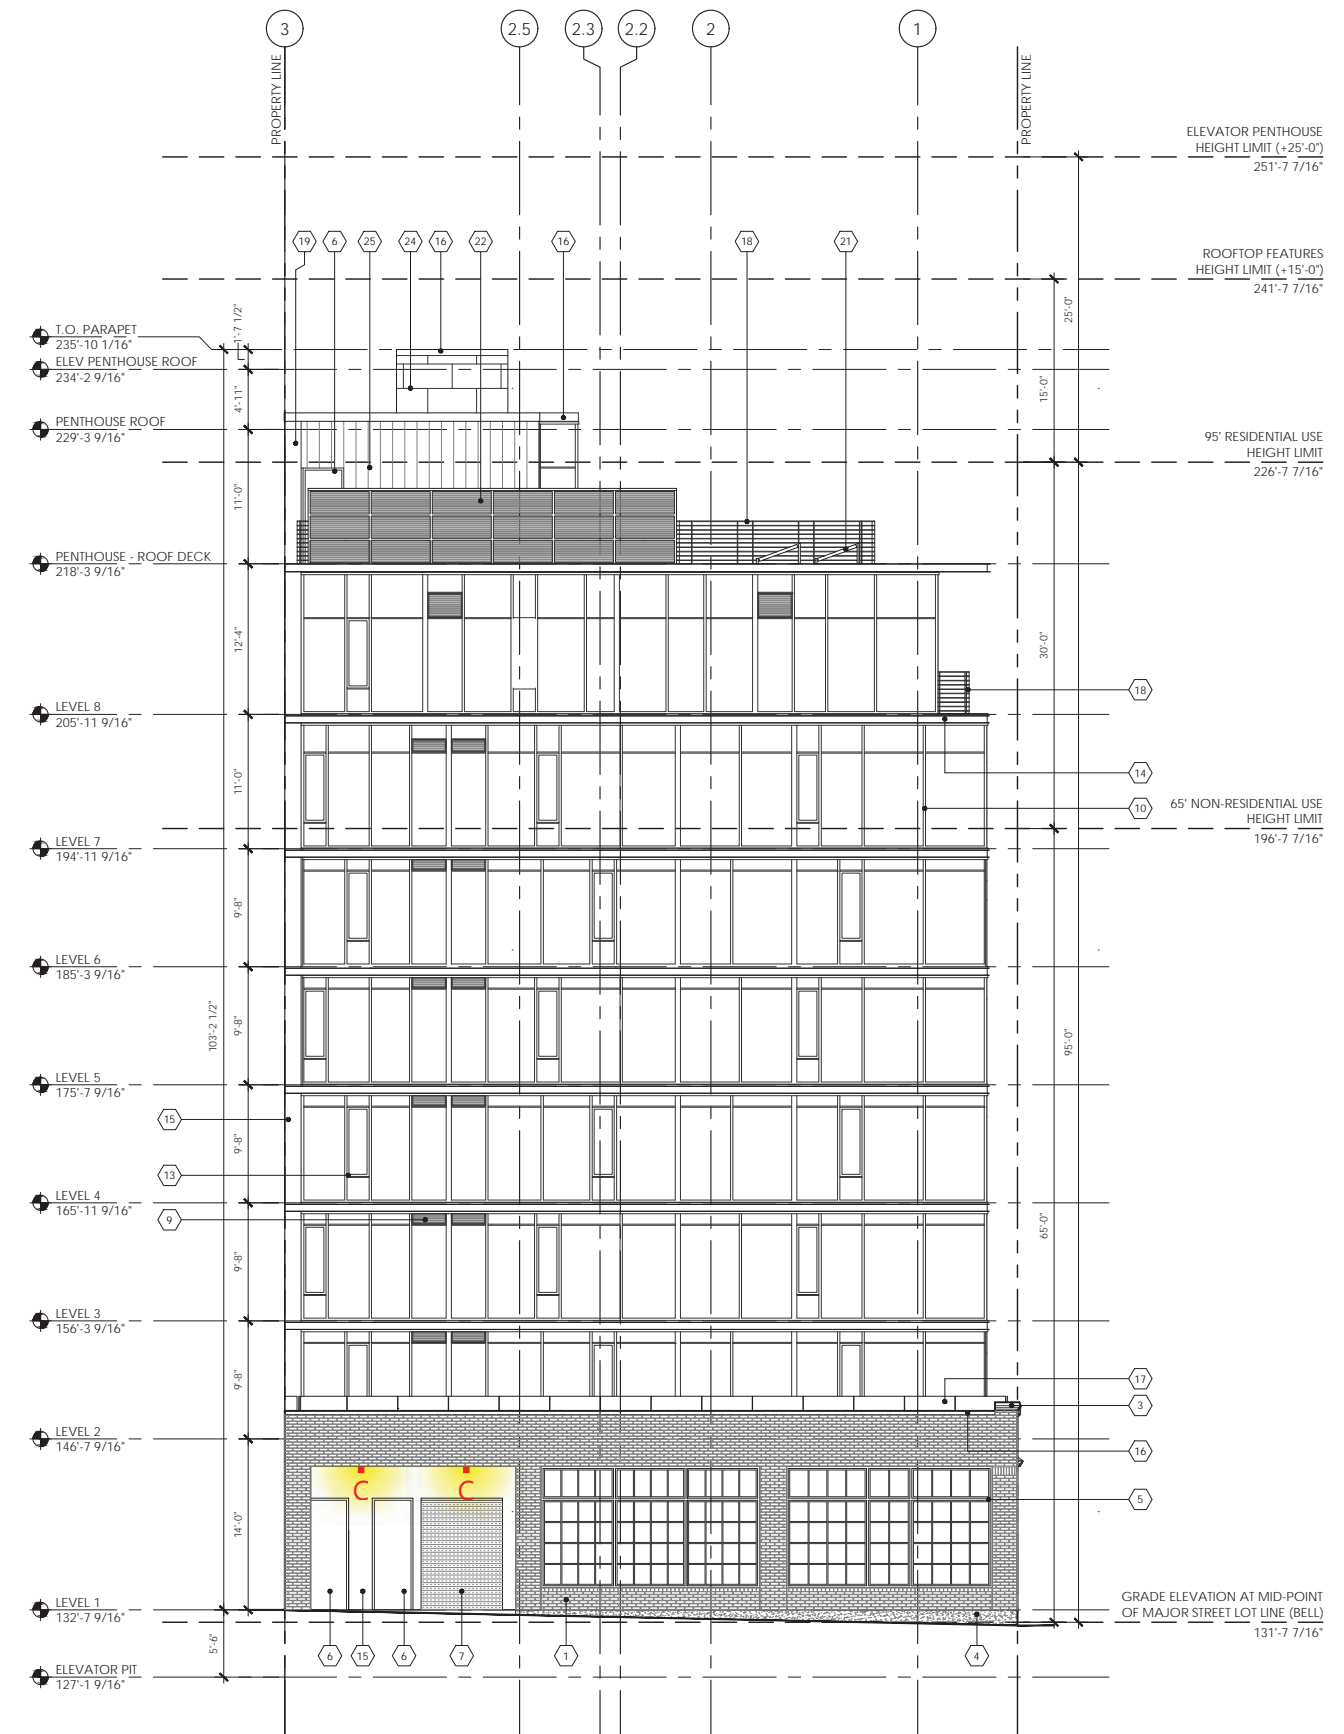 3
2.5
2.3
2.2
2
1
PROPERTY LINE
PROPERTY LINE
ELEVATOR PENTHOUSE
HEIGHT LIMIT (+25'-0")
251'-7 7/16"
19
6
25
24
16
22
16
18
21
ROOFTOP FEATURES
HEIGHT LIMIT (+15'-0")
241'-7 7/16"
25'-0"
1'-7 1/2"
T.O. PARAPET
235'-10 1/16"
ELEV PENTHOUSE ROOF
234'-2 9/16"
4'-11"
15'-0"
PENTHOUSE ROOF
229'-3 9/16"
95' RESIDENTIAL USE
HEIGHT LIMIT
226'-7 7/16"
11'-0"
PENTHOUSE - ROOF DECK
218'-3 9/16"
12'-4"
30'-0"
18
LEVEL 8
205'-11 9/16"
14
11'-0"
10
65' NON-RESIDENTIAL USE
HEIGHT LIMIT
196'-7 7/16"
LEVEL 7
194'-11 9/16"
9'-8"
LEVEL 6
185'-3 9/16"
103'-2 1/2"
9'-8"
95'-0"
LEVEL 5
175'-7 9/16"
15
9'-8"
13
LEVEL 4
165'-11 9/16"
9
65'-0"
9'-8"
LEVEL 3
156'-3 9/16"
9'-8"
17
3
LEVEL 2
146'-7 9/16"
16
C
C
5
14'-0"
LEVEL 1
132'-7 9/16"
GRADE ELEVATION AT MID-POINT
OF MAJOR STREET LOT LINE (BELL)
131'-7 7/16"
5'-6"
6
15
6
7
1
4
ELEVATOR PIT
127'-1 9/16"